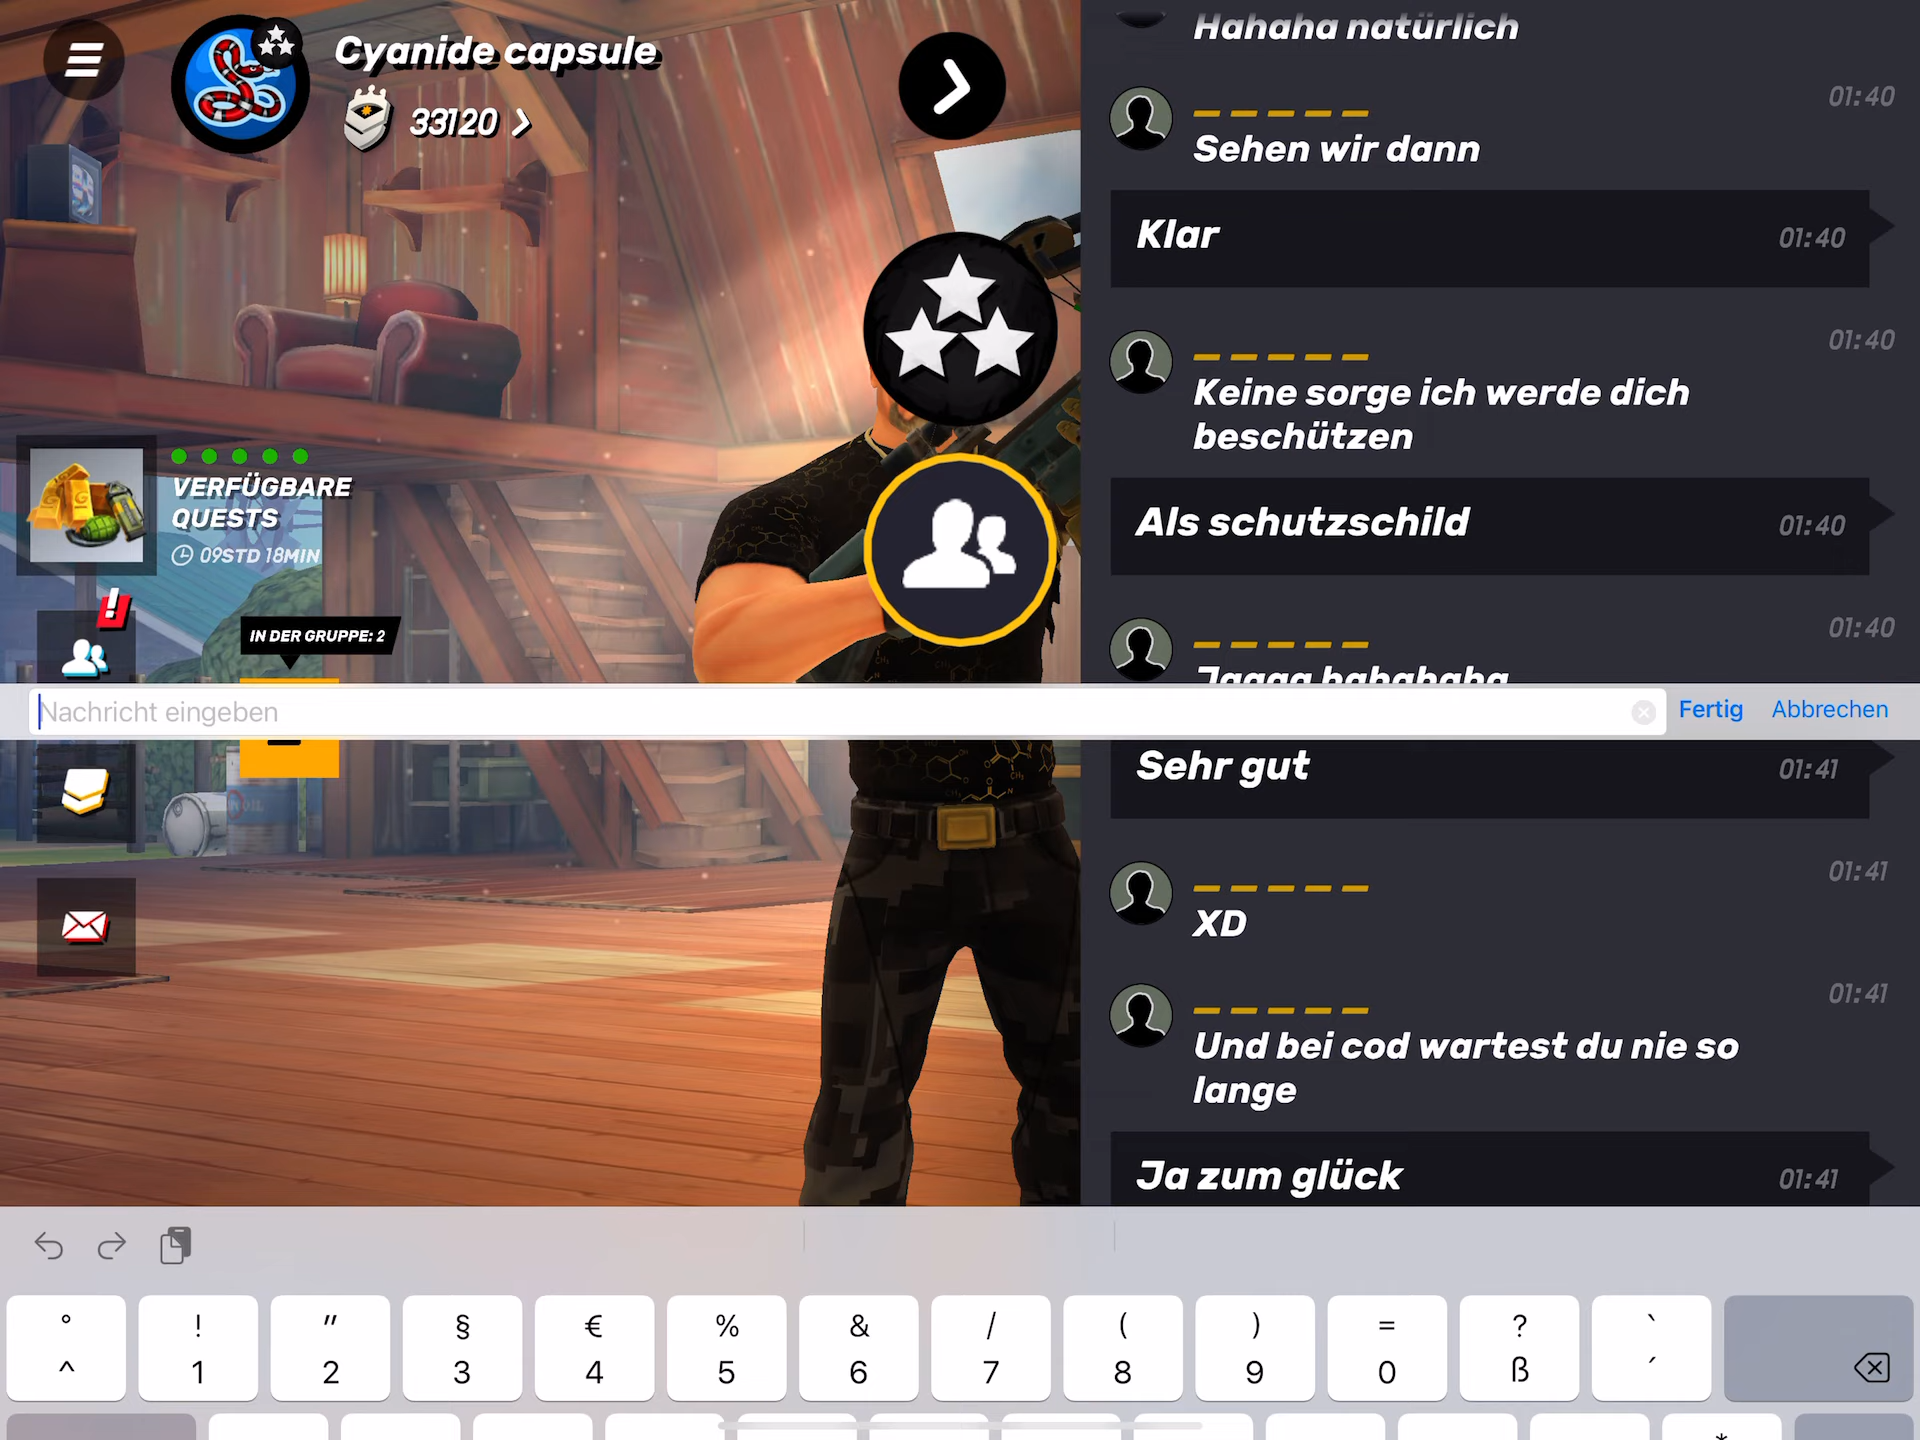 Cyanide capsule
33120
VERFÜGBARE
QUESTS
09STD 18MIN
!
IN DER GRUPPE: 2
Hahaha natürlich
01:40
Sehen wir dann
Klar
01:40
01:40
Keine sorge ich werde dich
beschützen
Als schutzschild
01:40
01:40
Jaaaa hahahaha
Nachricht eingeben
Fertig
Abbrechen
Sehr gut
01:41
01:41
XD
01:41
Und bei cod wartest du nie so
lange
Ja zum glück
01:41
° ! " § € % & / ( ) = ? `
^ 1 2 3 4 5 6 7 8 9 0 ß ´